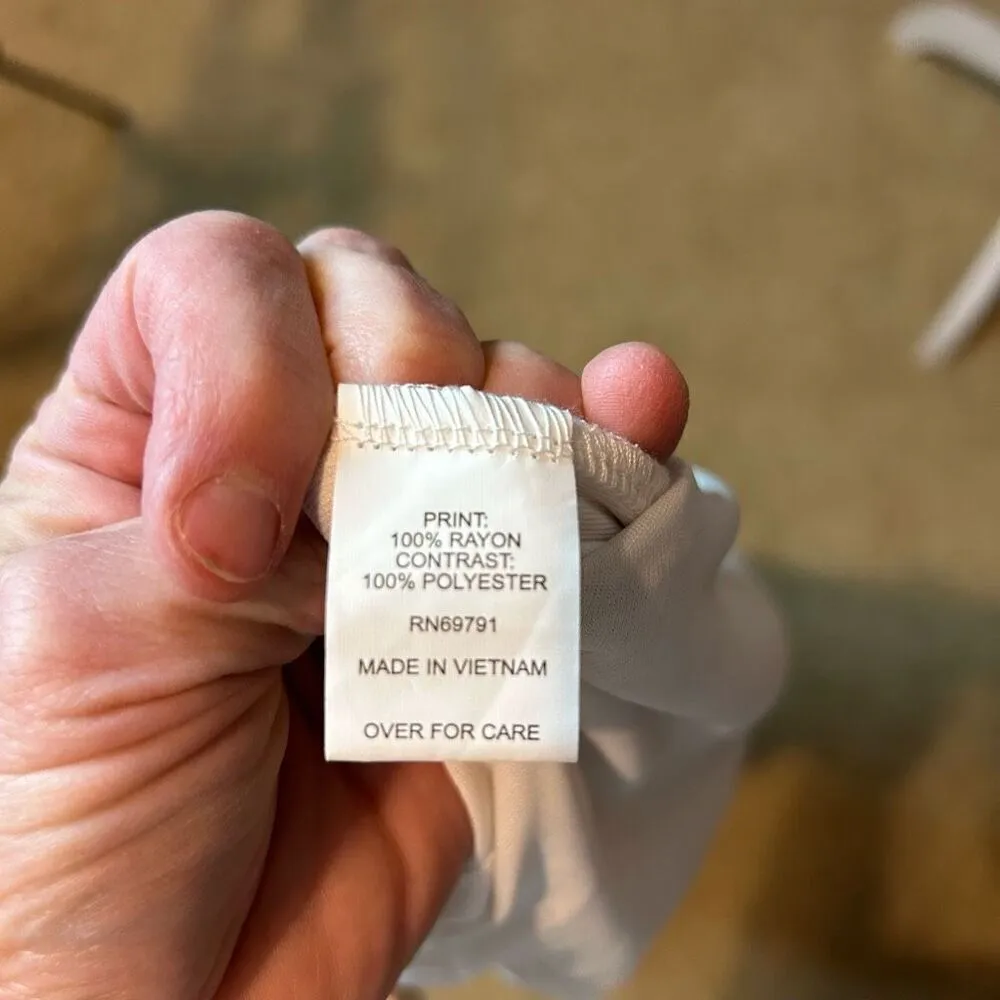 PRINT:
100% RAYON
CONTRAST:
100% POLYESTER
RN69791
MADE IN VIETNAM
OVER FOR CARE